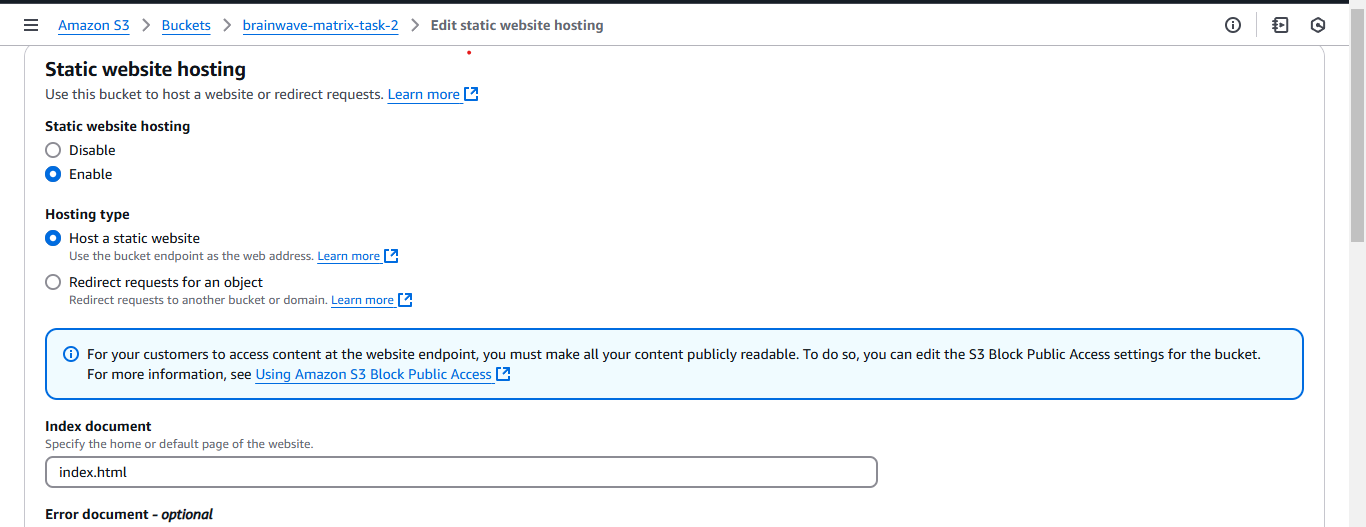 Amazon S3 > Buckets > brainwave-matrix-task-2 > Edit static website hosting
Static website hosting
Use this bucket to host a website or redirect requests. Learn more
Static website hosting
Disable
Enable
Hosting type
Host a static website
Use the bucket endpoint as the web address. Learn more
Redirect requests for an object
Redirect requests to another bucket or domain. Learn more
For your customers to access content at the website endpoint, you must make all your content publicly readable. To do so, you can edit the S3 Block Public Access settings for the bucket.
For more information, see Using Amazon S3 Block Public Access
Index document
Specify the home or default page of the website.
index.html
Error document - optional